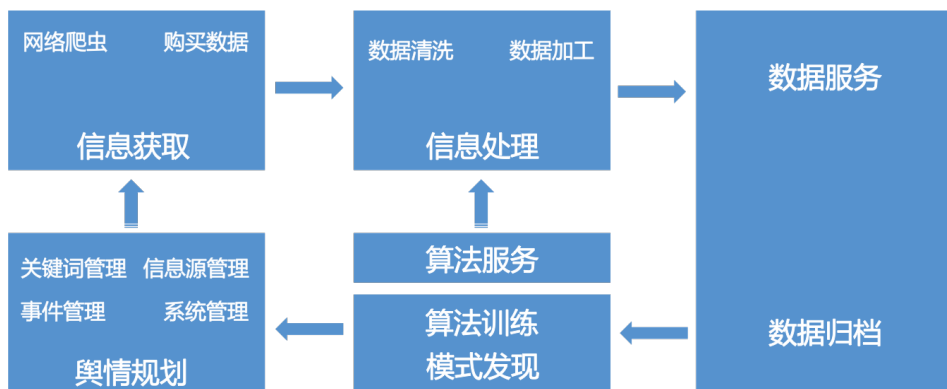 网络爬虫 购买数据
信息获取
数据清洗 数据加工
信息处理
数据服务
关键词管理 信息源管理
事件管理 系统管理
舆情规划
算法服务
算法训练
模式发现
数据归档